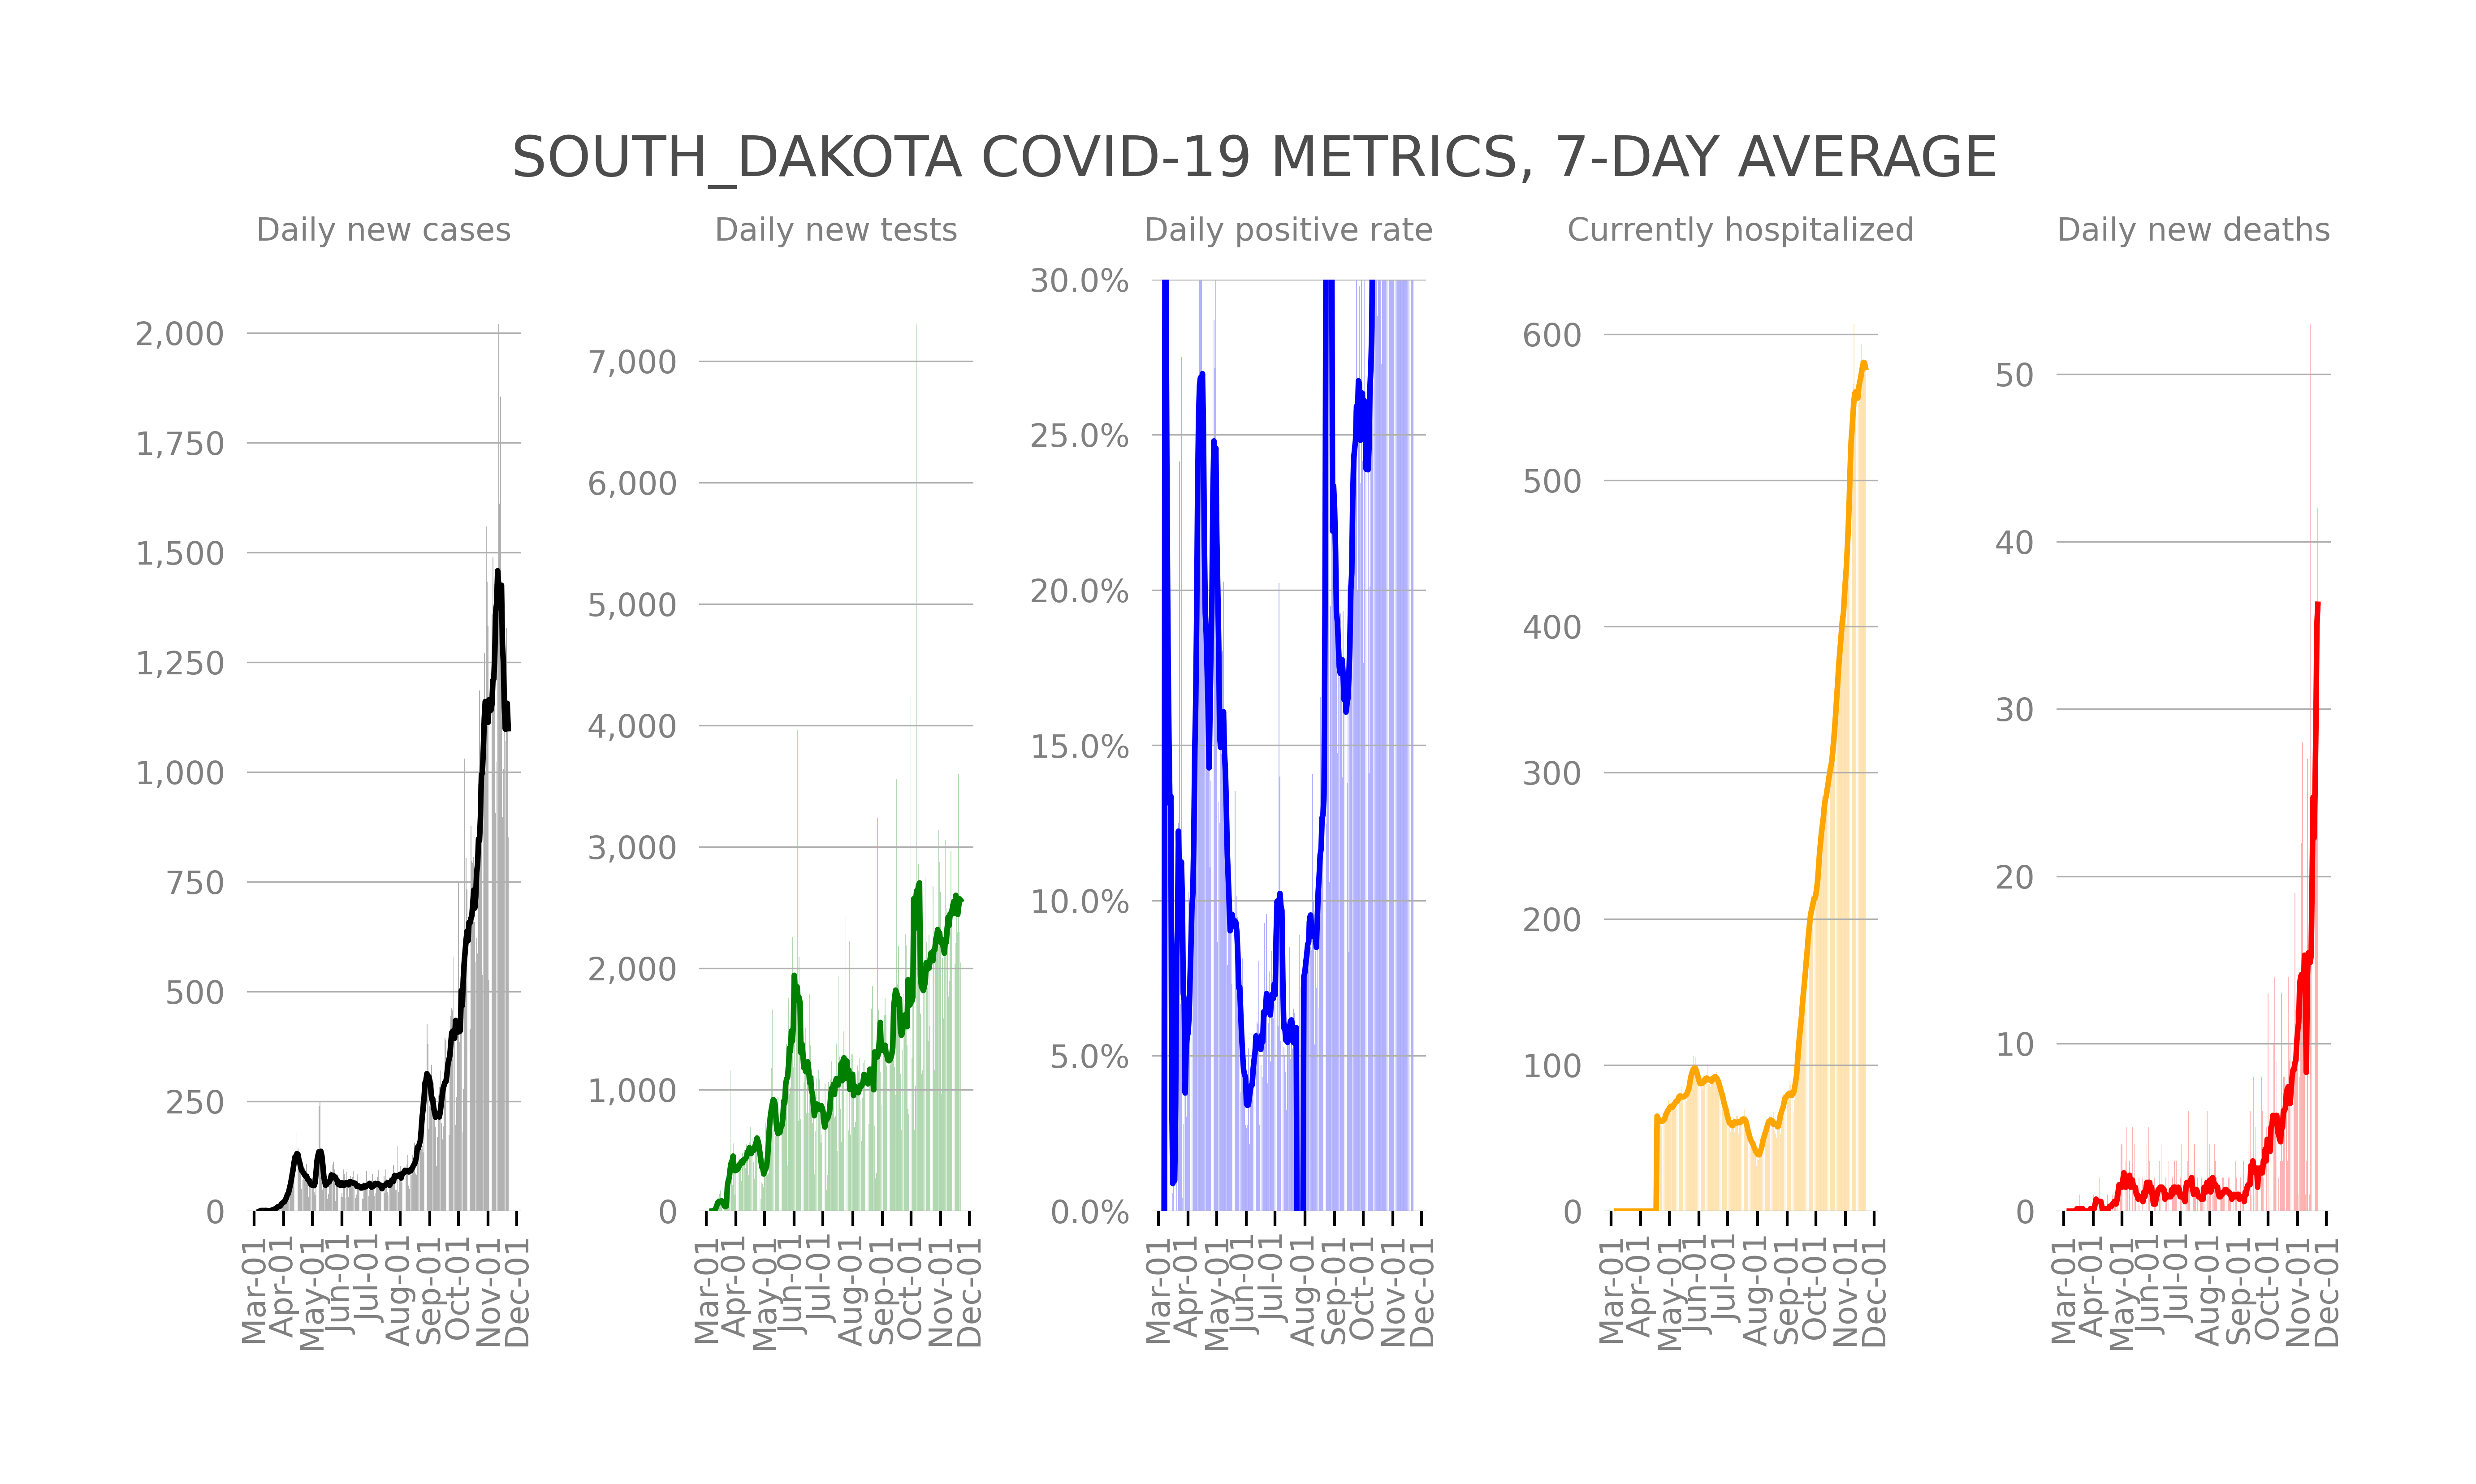 SOUTH_DAKOTA COVID-19 METRICS, 7-DAY AVERAGE
Daily new cases
2,000
1,750
1,500
1,250
1,000
750
500
250
0
Mar-01
Apr-01
May-01
Jun-01
Jul-01
Aug-01
Sep-01
Oct-01
Nov-01
Dec-01
Daily new tests
7,000
6,000
5,000
4,000
3,000
2,000
1,000
0
Mar-01
Apr-01
May-01
Jun-01
Jul-01
Aug-01
Sep-01
Oct-01
Nov-01
Dec-01
Daily positive rate
30.0%
25.0%
20.0%
15.0%
10.0%
5.0%
0.0%
Mar-01
Apr-01
May-01
Jun-01
Jul-01
Aug-01
Sep-01
Oct-01
Nov-01
Dec-01
Currently hospitalized
600
500
400
300
200
100
0
Mar-01
Apr-01
May-01
Jun-01
Jul-01
Aug-01
Sep-01
Oct-01
Nov-01
Dec-01
Daily new deaths
50
40
30
20
10
0
Mar-01
Apr-01
May-01
Jun-01
Jul-01
Aug-01
Sep-01
Oct-01
Nov-01
Dec-01